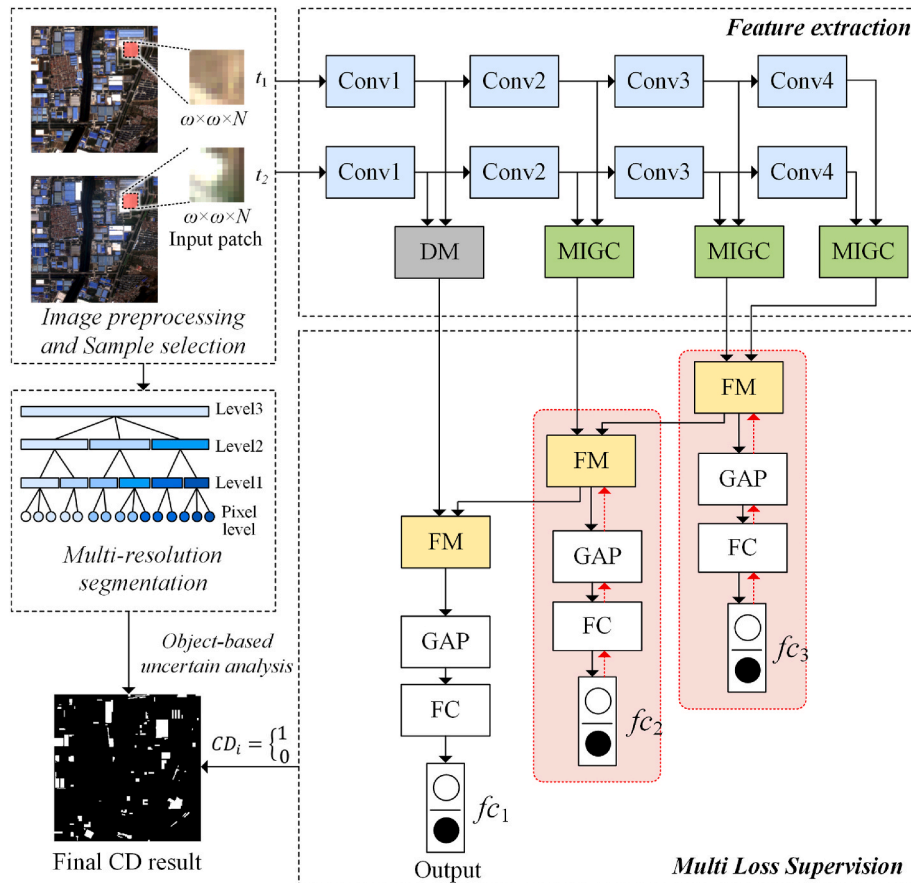 Feature extraction
t1
ω×ω×N
t2
ω×ω×N
Input patch
Image preprocessing
and Sample selection
Conv1
Conv2
Conv3
Conv4
Conv1
Conv2
Conv3
Conv4
DM
MIGC
MIGC
MIGC
Level3
Level2
Level1
Pixel
level
Multi-resolution
segmentation
Object-based
uncertain analysis
CDi = {1
0
Final CD result
FM
GAP
FC
fc3
FM
GAP
FC
fc2
FM
GAP
FC
fc1
Output
Multi Loss Supervision